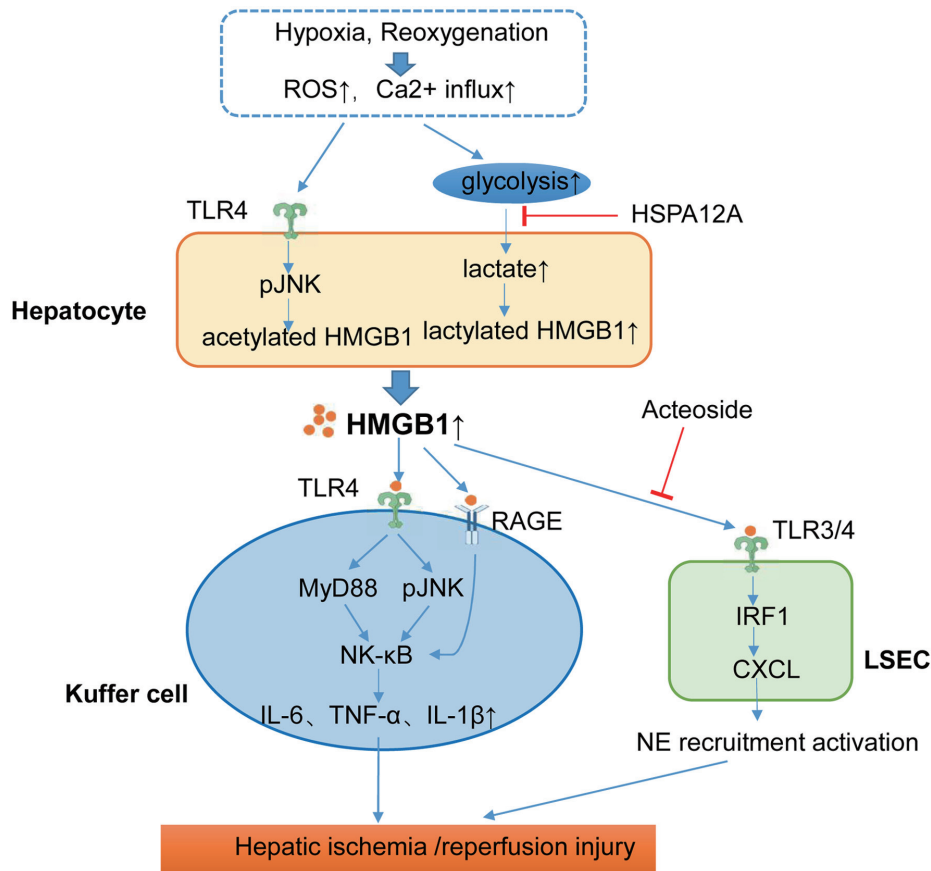 Hypoxia, Reoxygenation
ROS↑, Ca2+ influx↑
glycolysis↑
TLR4
HSPA12A
lactate↑
pJNK
Hepatocyte
acetylated HMGB1
lactylated HMGB1↑
HMGB1↑
Acteoside
TLR4
RAGE
TLR3/4
MyD88
pJNK
IRF1
NK-κB
CXCL
LSEC
Kuffer cell
IL-6、TNF-α、IL-1β↑
NE recruitment activation
Hepatic ischemia /reperfusion injury